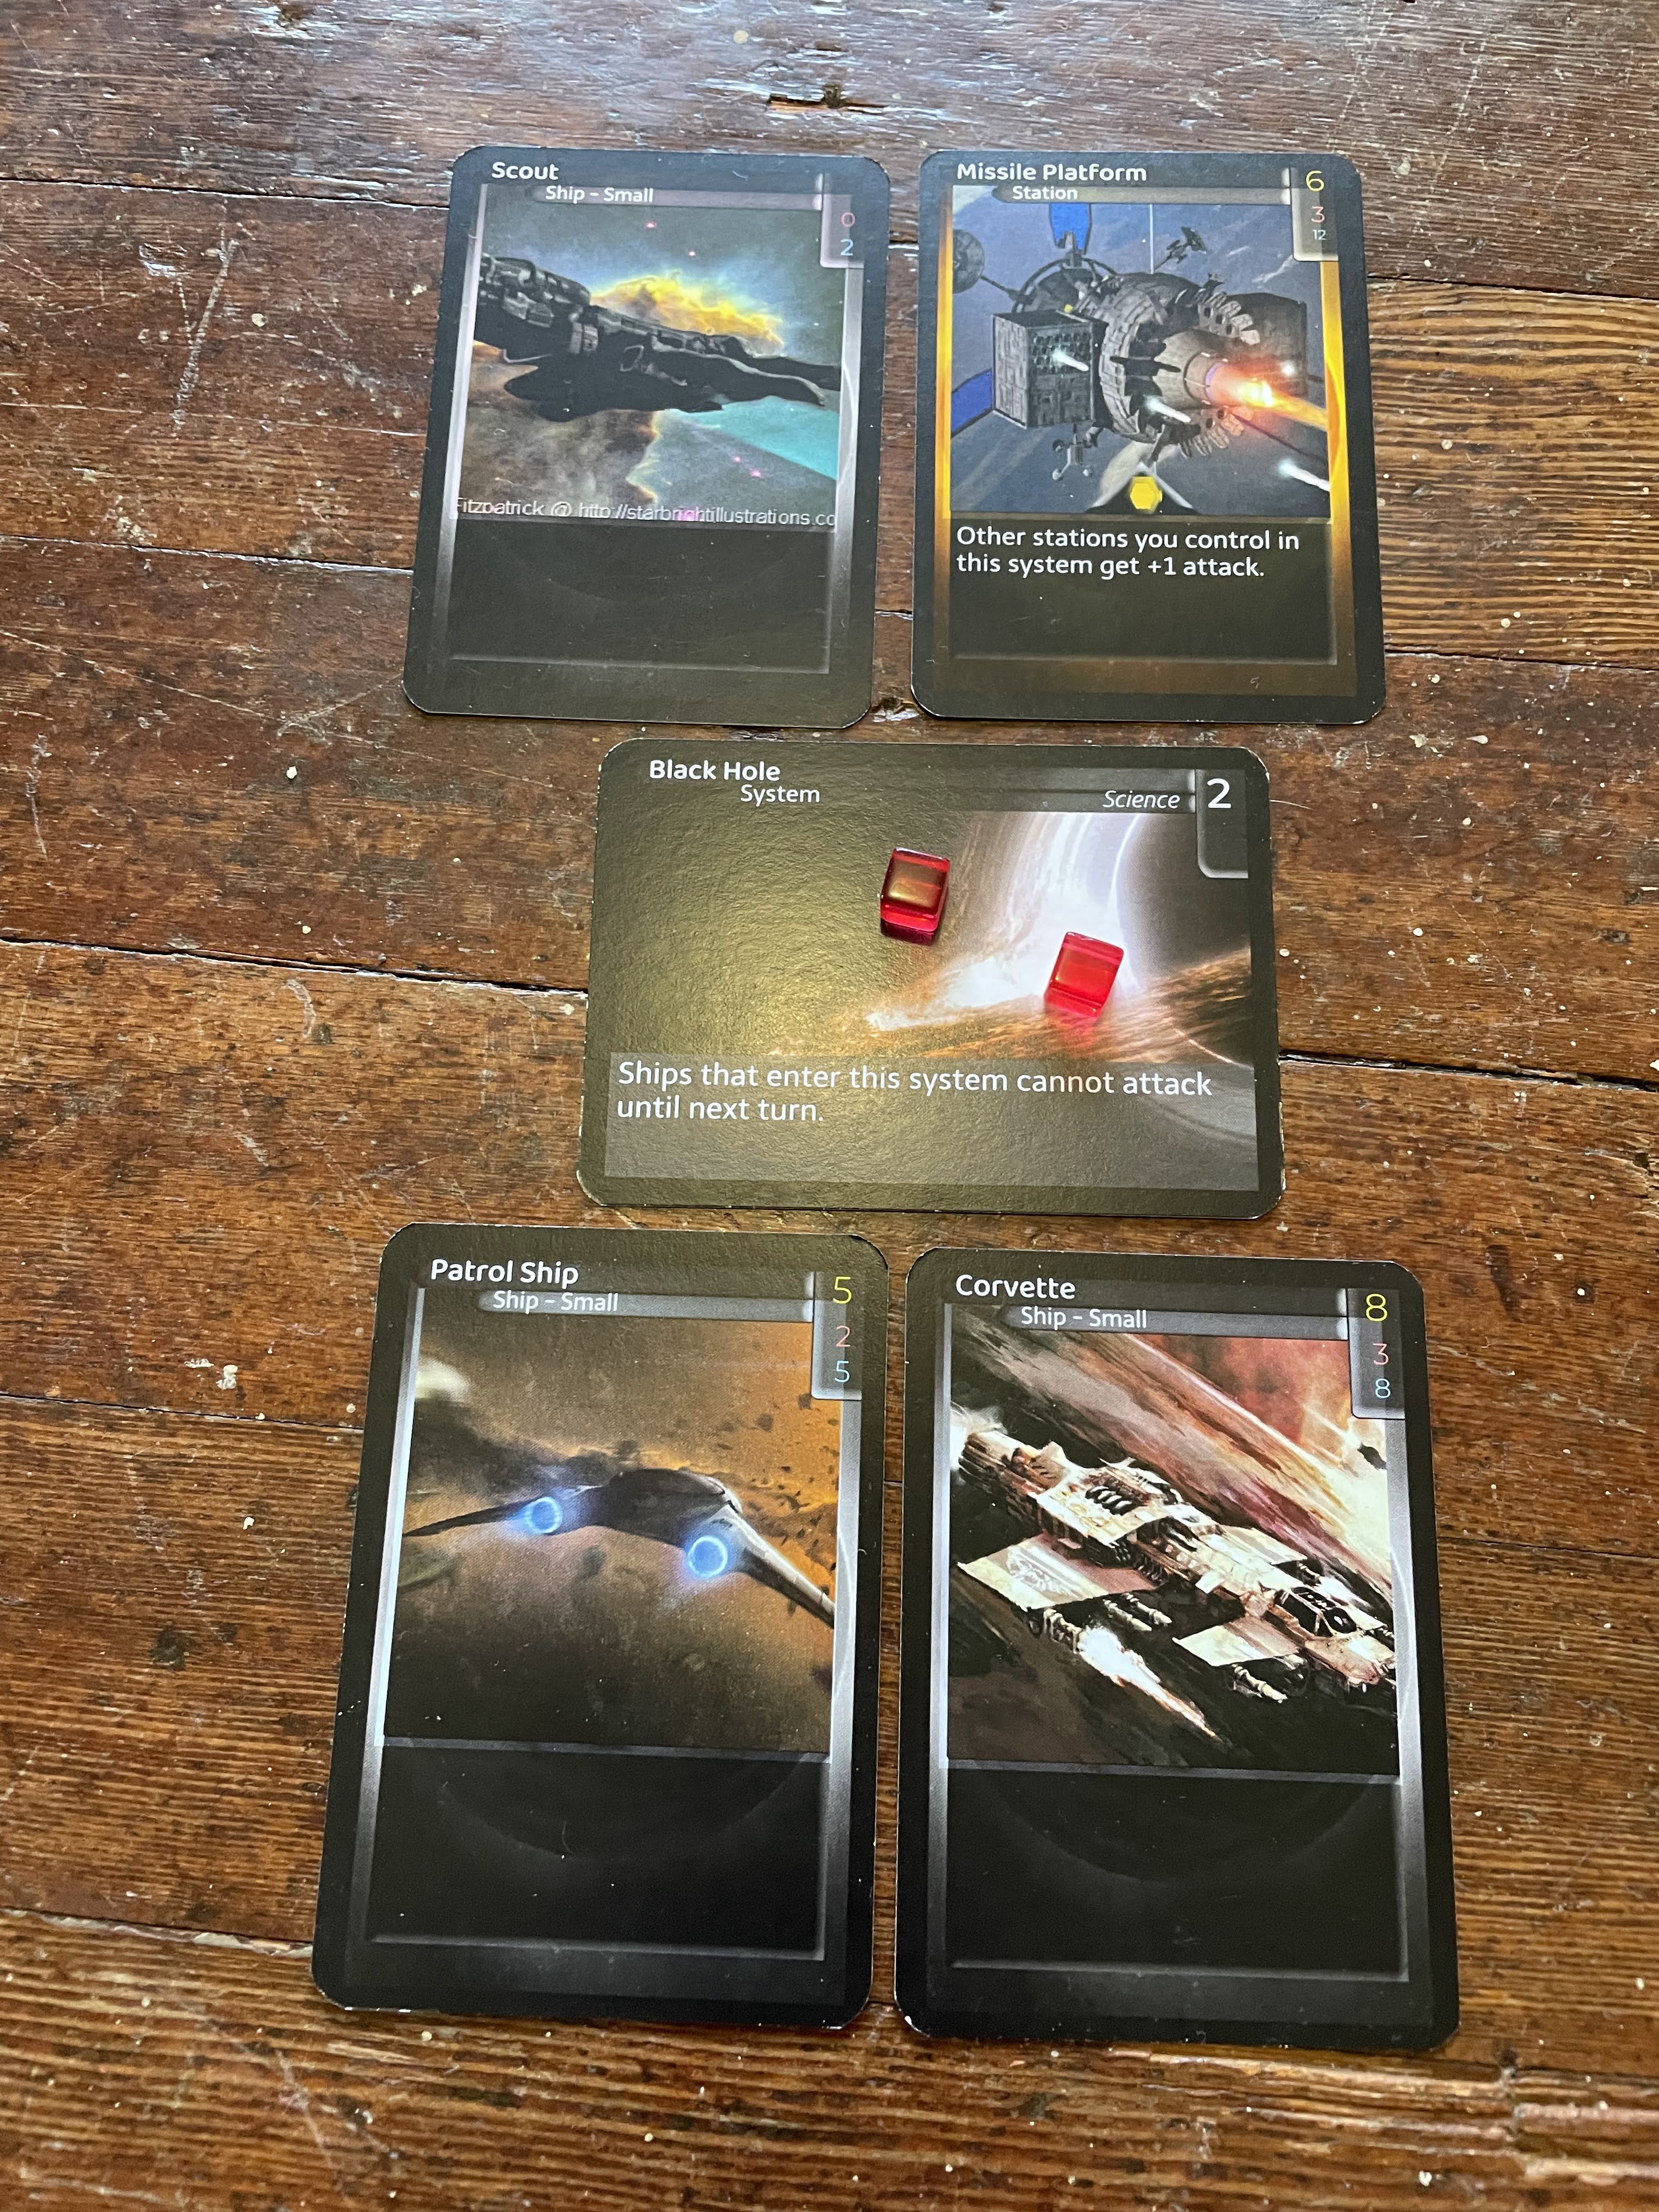 Scout
Ship - Small
0
2
Fitzpatrick @ http://starbrightillustrations.co
Missile Platform
Station
6
3
12
Other stations you control in
this system get +1 attack.
Black Hole
System
Science
2
Ships that enter this system cannot attack
until next turn.
Patrol Ship
Ship - Small
5
2
5
Corvette
Ship - Small
8
3
8